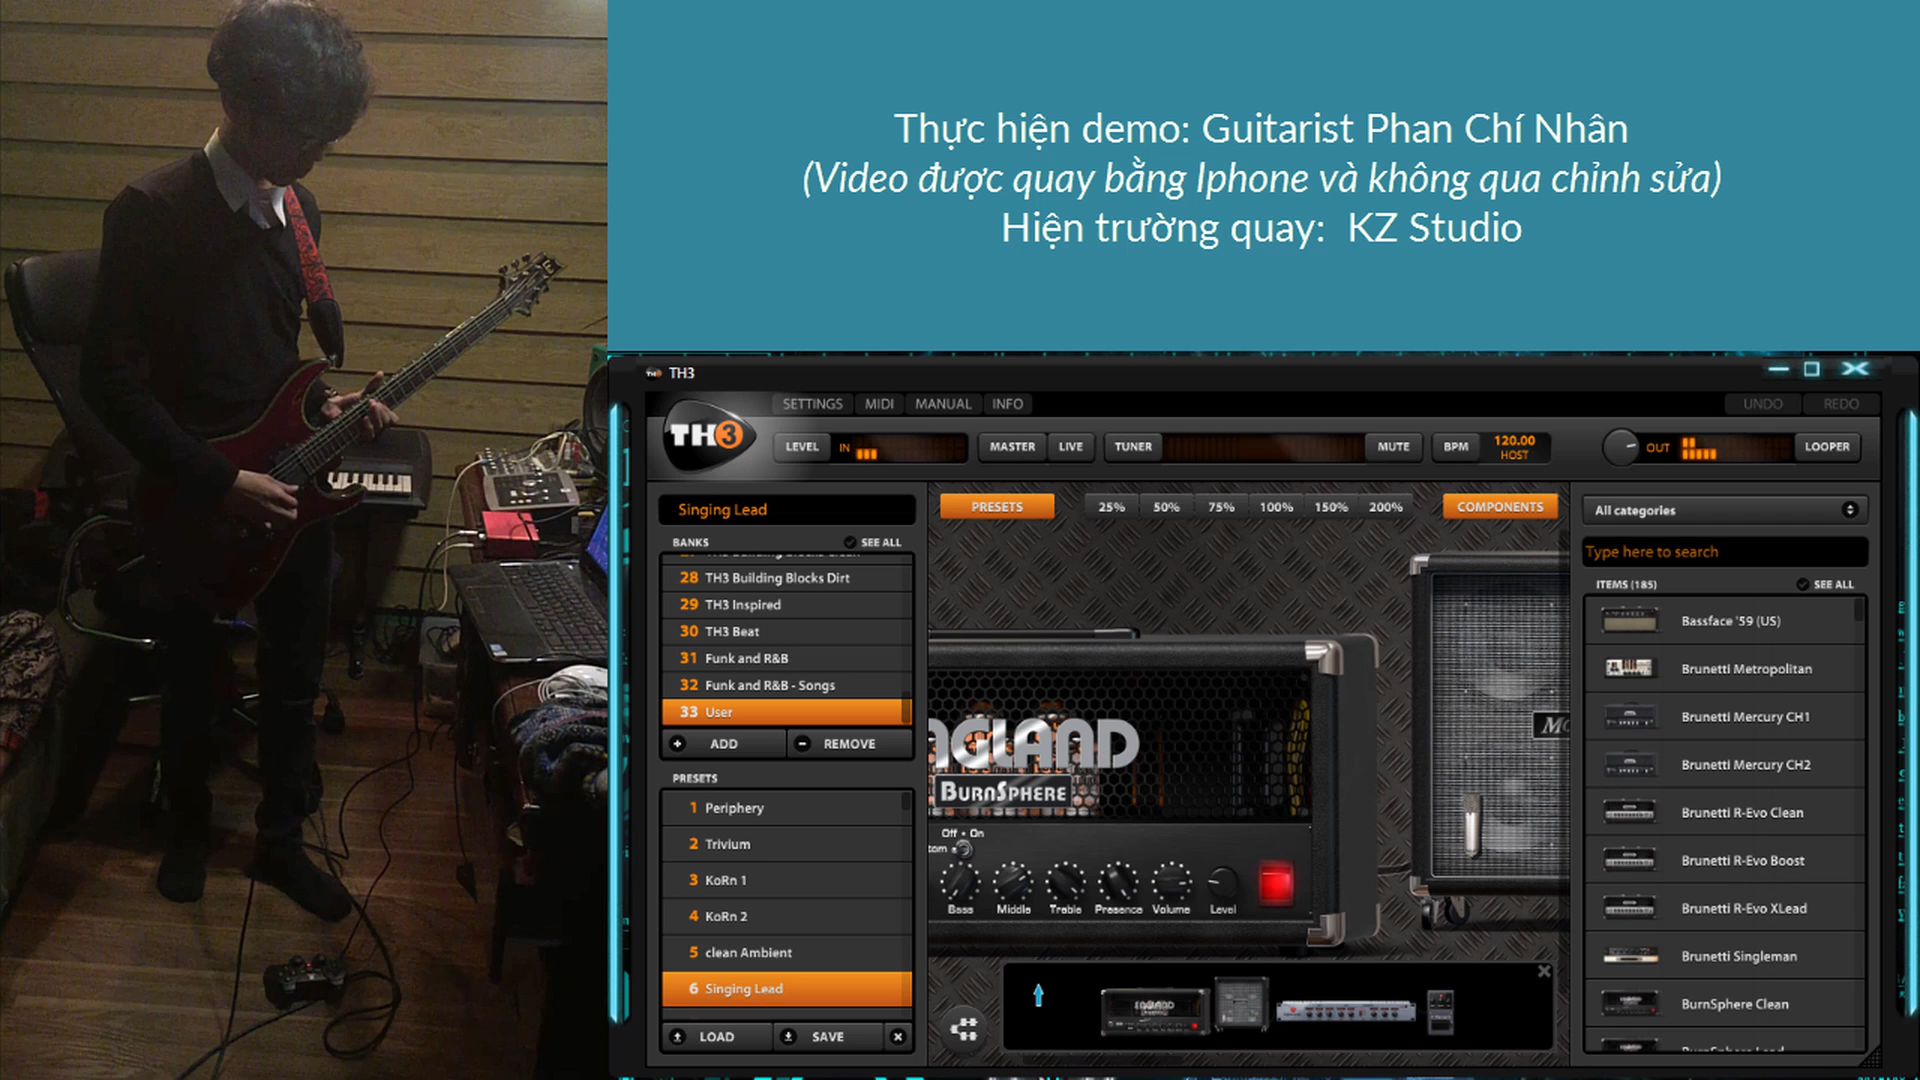 Thực hiện demo: Guitarist Phan Chí Nhân
(Video được quay bằng Iphone và không qua chỉnh sửa)
Hiện trường quay: KZ Studio
TH3
SETTINGS MIDI MANUAL INFO UNDO REDO
TH3 LEVEL IN MASTER LIVE TUNER MUTE BPM 120.00 HOST OUT LOOPER
Singing Lead
PRESETS 25% 50% 75% 100% 150% 200% COMPONENTS
All categories
Type here to search
BANKS SEE ALL
28 TH3 Building Blocks Dirt
29 TH3 Inspired
30 TH3 Beat
31 Funk and R&B
32 Funk and R&B - Songs
33 User
ADD REMOVE
PRESETS
1 Periphery
2 Trivium
3 KoRn 1
4 KoRn 2
5 clean Ambient
6 Singing Lead
LOAD SAVE
NGLAND
BURNSPHERE
Off On
Bass Middle Treble Presence Volume Level
ITEMS (185) SEE ALL
Bassface '59 (US)
Brunetti Metropolitan
Brunetti Mercury CH1
Brunetti Mercury CH2
Brunetti R-Evo Clean
Brunetti R-Evo Boost
Brunetti R-Evo XLead
Brunetti Singleman
BurnSphere Clean